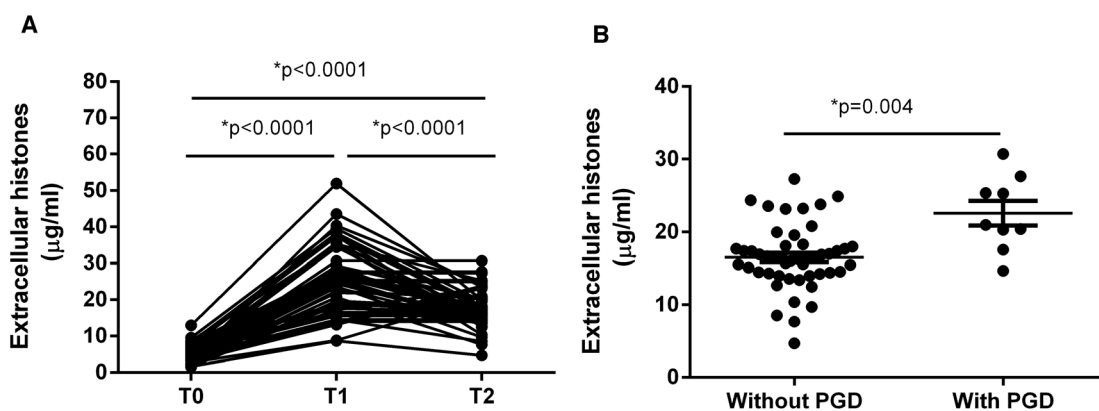 A
*p<0.0001
*p<0.0001 *p<0.0001
Extracellular histones
(μg/ml)
80
70
60
50
40
30
20
10
0
T0 T1 T2
B
*p=0.004
Extracellular histones
(μg/ml)
40
30
20
10
0
Without PGD With PGD